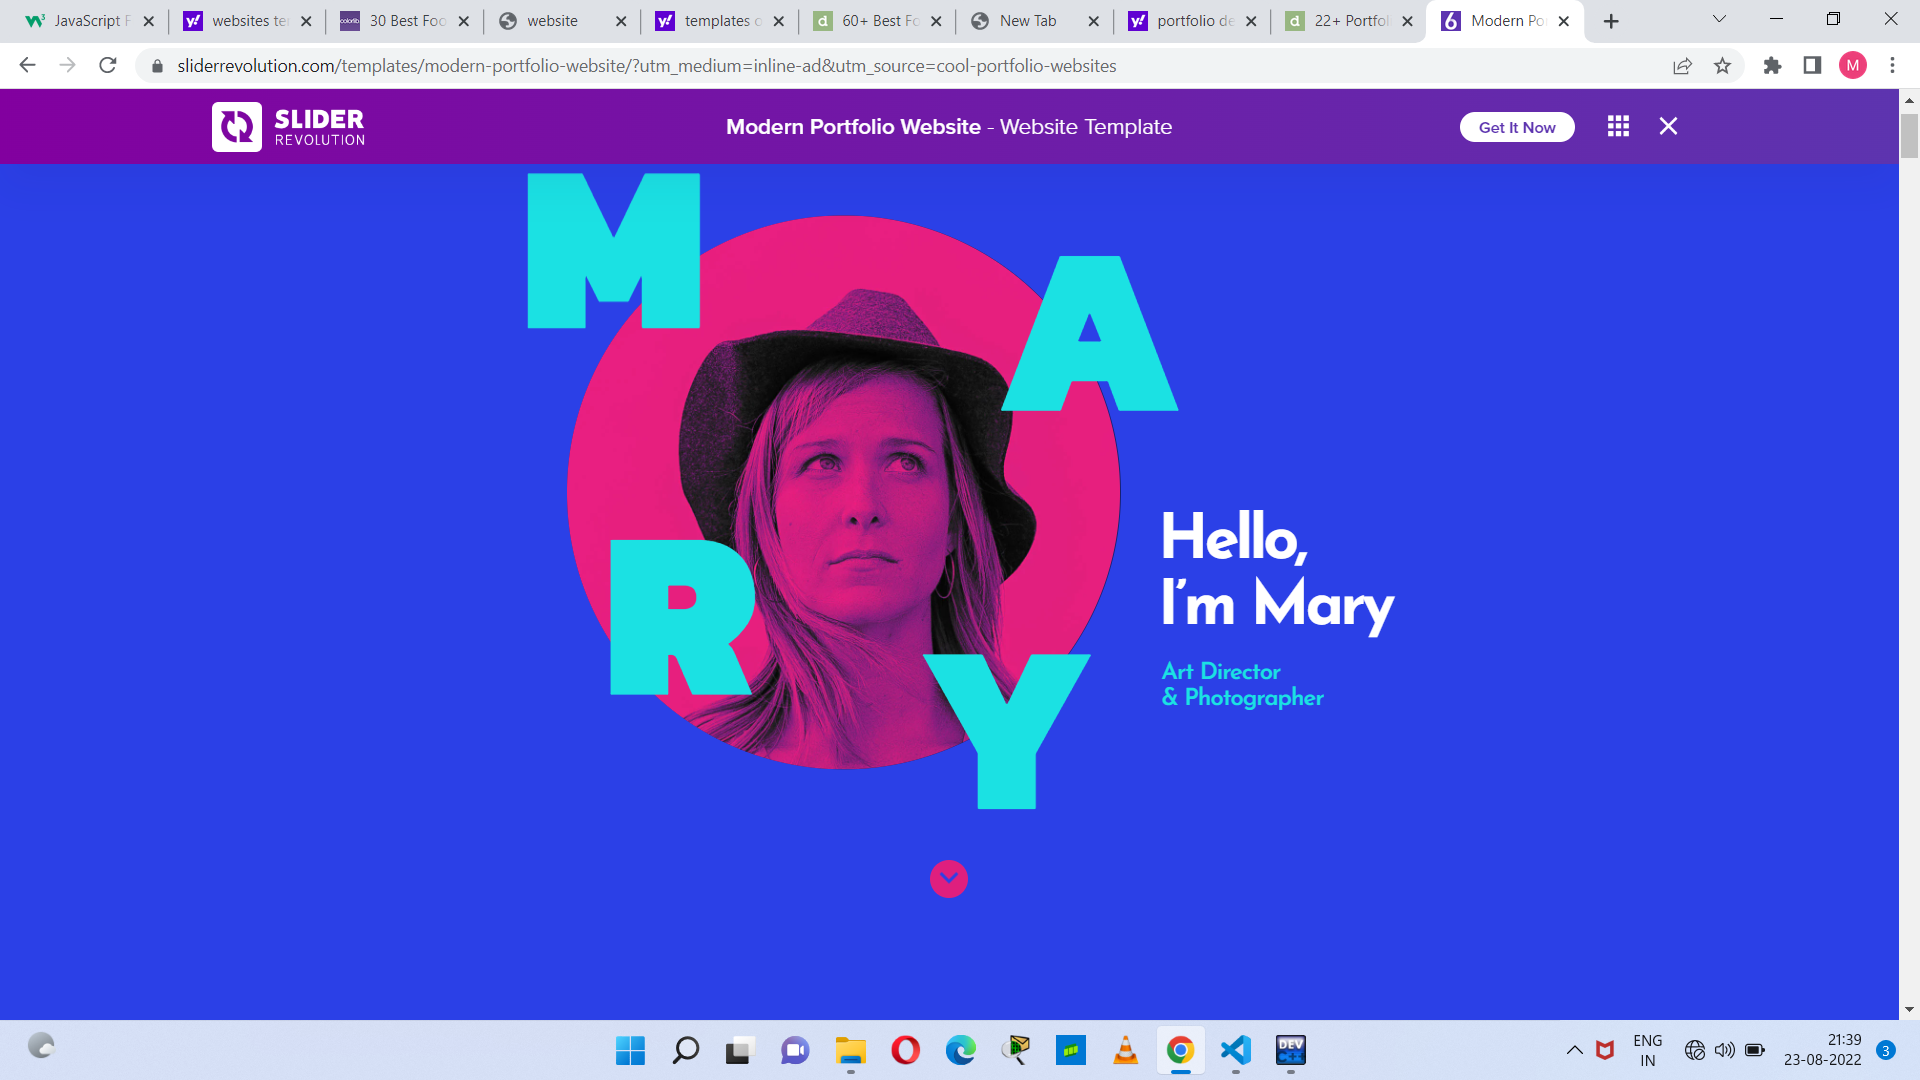 JavaScript F
websites te
30 Best Foo
website
templates o
60+ Best Fo
New Tab
portfolio de
22+ Portfol
Modern Po
sliderrevolution.com/templates/modern-portfolio-website/?utm_medium=inline-ad&utm_source=cool-portfolio-websites
M
SLIDER
REVOLUTION
Modern Portfolio Website - Website Template
Get It Now
M
A
R
Y
Hello,
I'm Mary
Art Director
& Photographer
DEV
C++
ENG
IN
21:39
23-08-2022
3